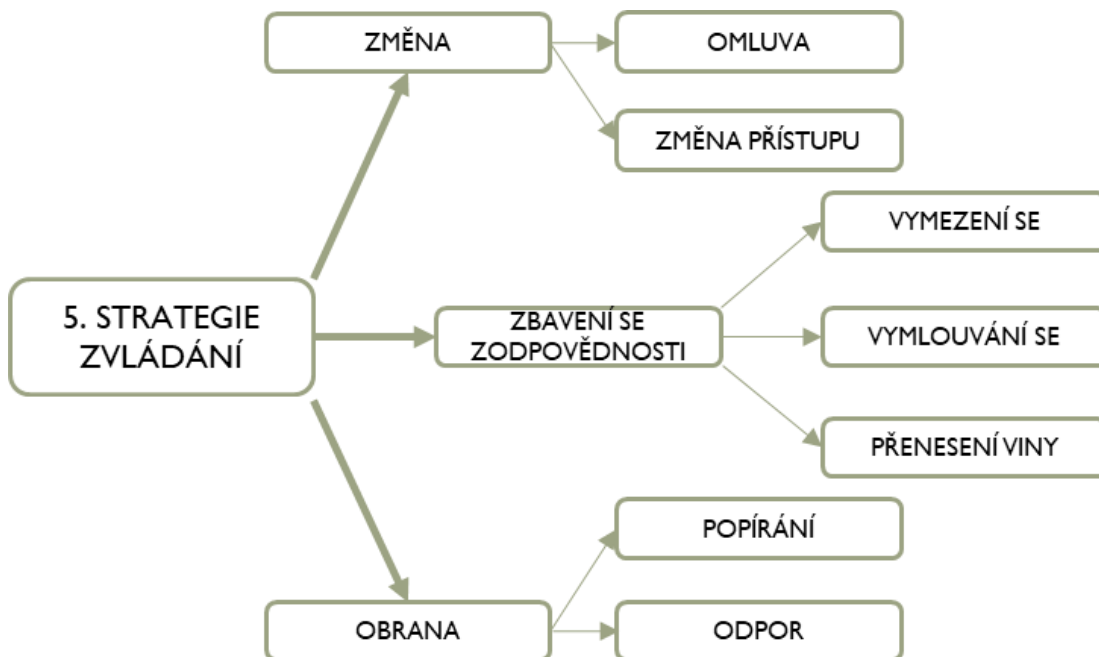 ZMĚNA
OMLUVA
ZMĚNA PŘÍSTUPU
5. STRATEGIE
ZVLÁDÁNÍ
ZBAVENÍ SE
ZODPOVĚDNOSTI
VYMEZENÍ SE
VYMLOUVÁNÍ SE
PŘENESENÍ VINY
OBRANA
POPÍRÁNÍ
ODPOR